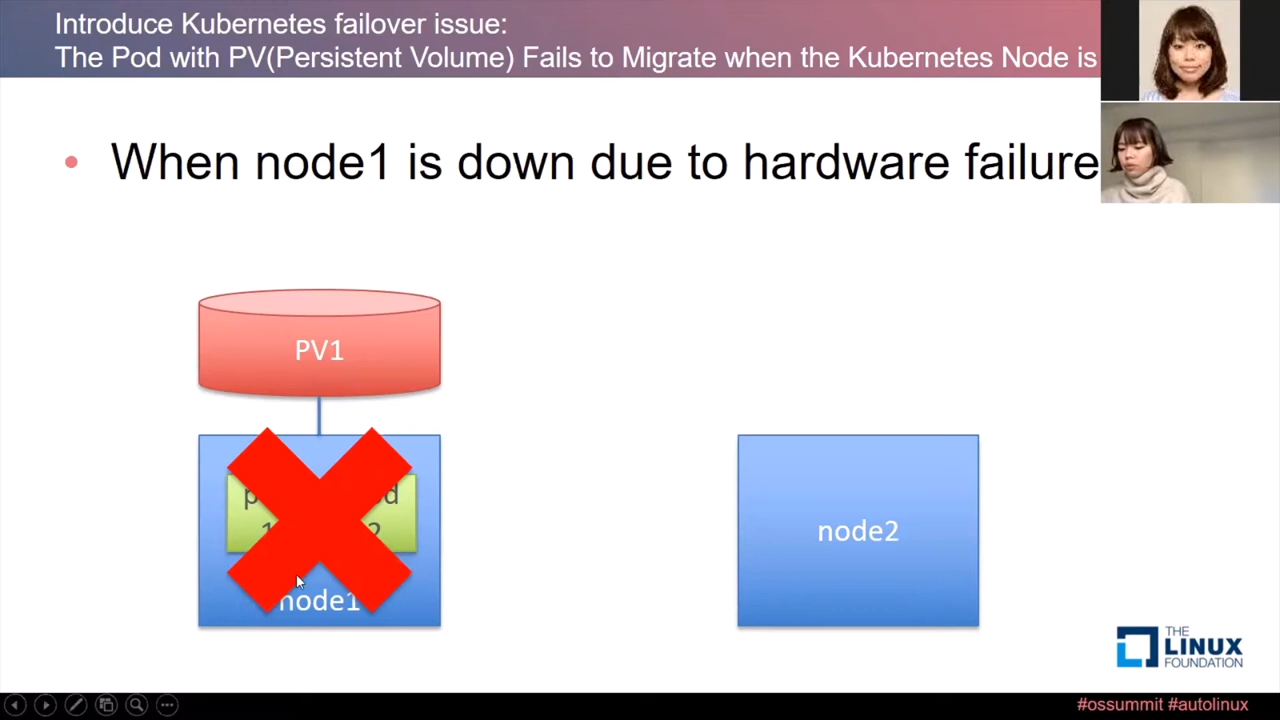 Introduce Kubernetes failover issue:
The Pod with PV(Persistent Volume) Fails to Migrate when the Kubernetes Node is
• When node1 is down due to hardware failure
PV1
node1
node2
THE
LINUX
FOUNDATION
#ossummit #autolinux